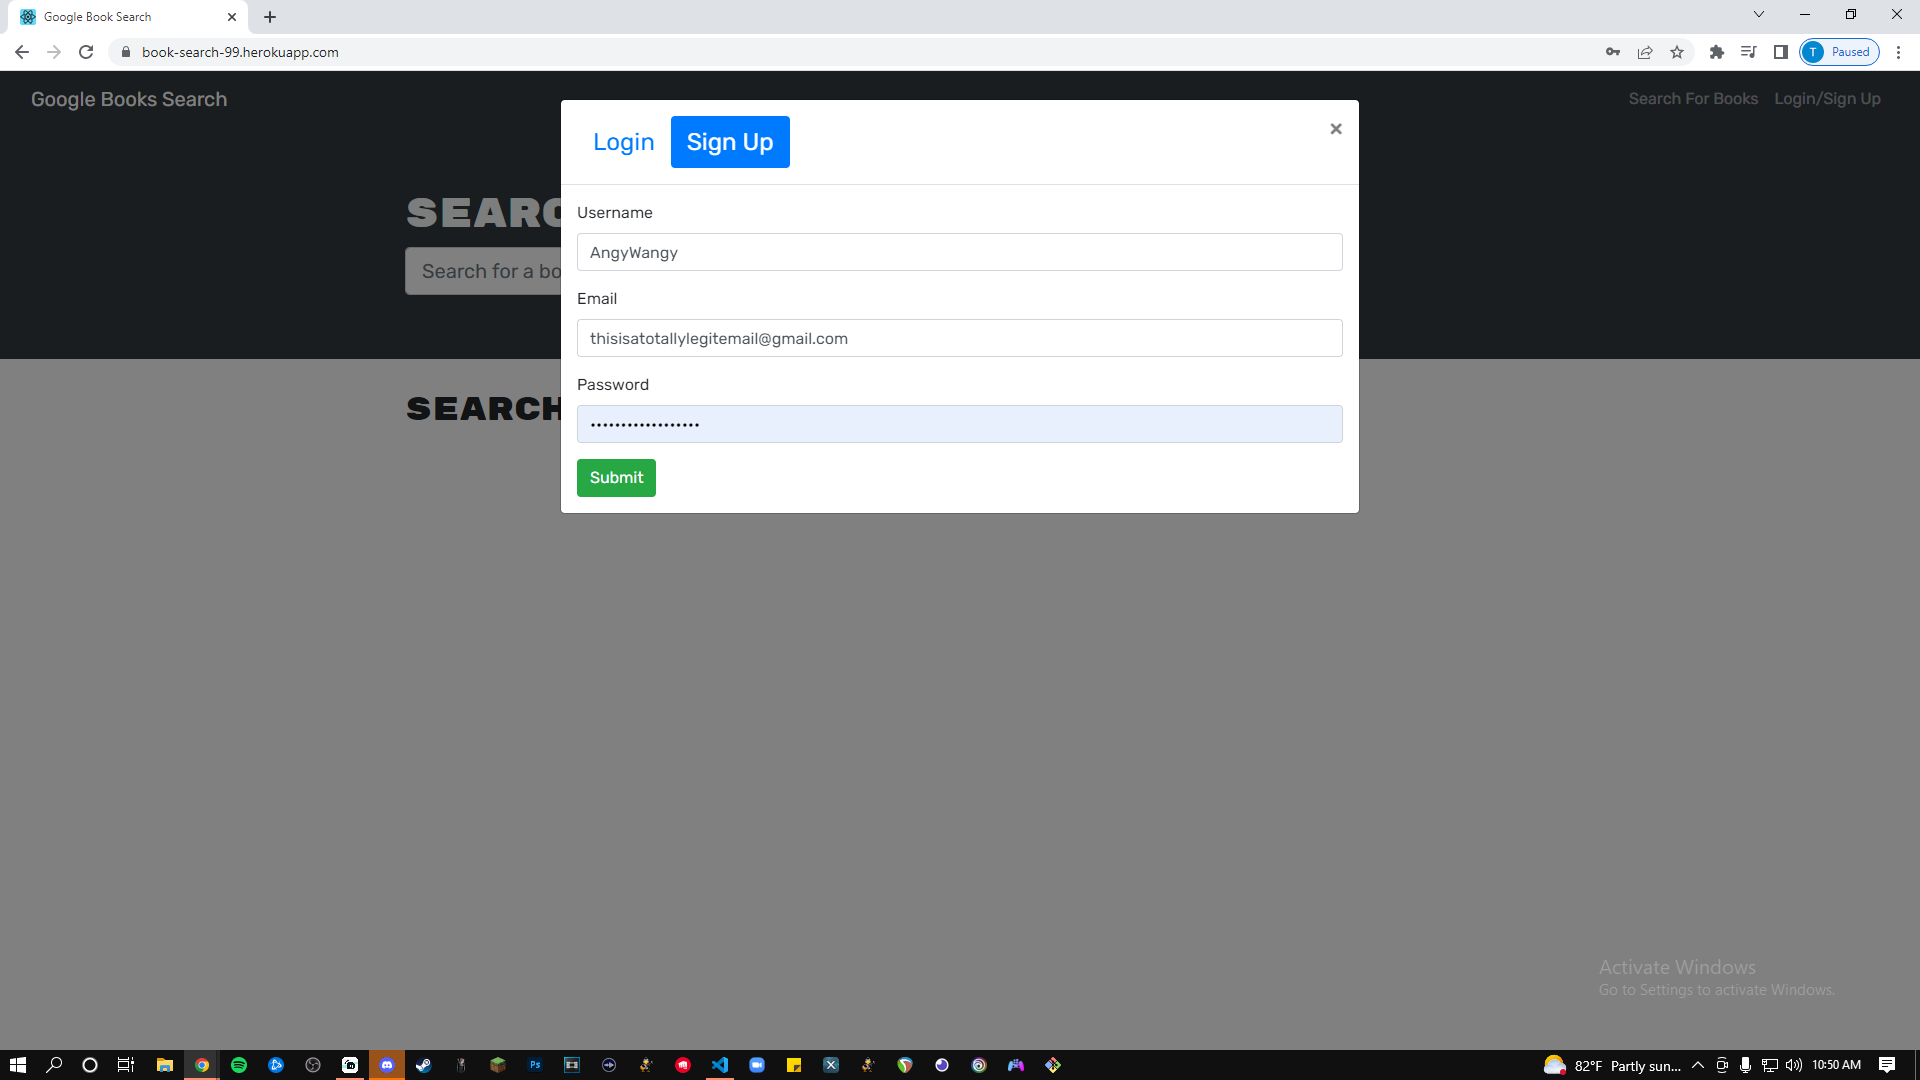 Google Book Search
book-search-99.herokuapp.com
T Paused
Google Books Search
Search For Books Login/Sign Up
Login Sign Up
×
SEARC
Search for a bo
Username
AngyWangy
Email
thisisatotallylegitemail@gmail.com
Password
••••••••••••••••••
Submit
SEARCH
Activate Windows
Go to Settings to activate Windows.
Ps
82°F Partly sun... 10:50 AM